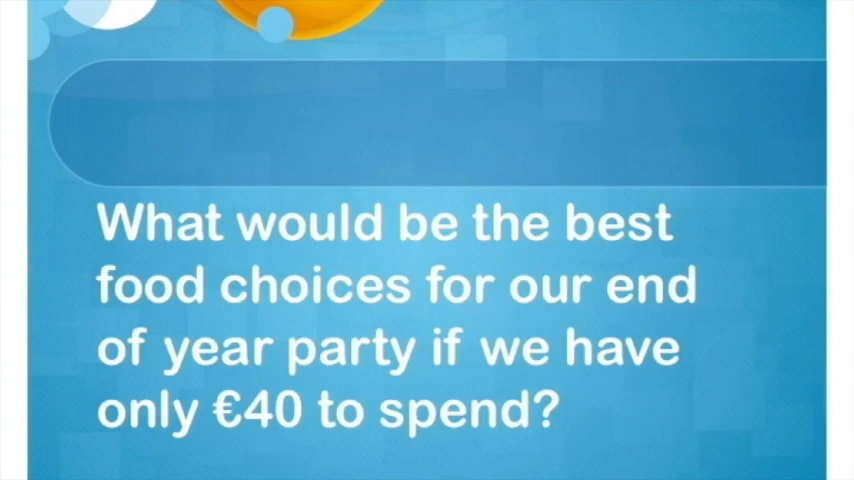 What would be the best
food choices for our end
of year party if we have
only €40 to spend?